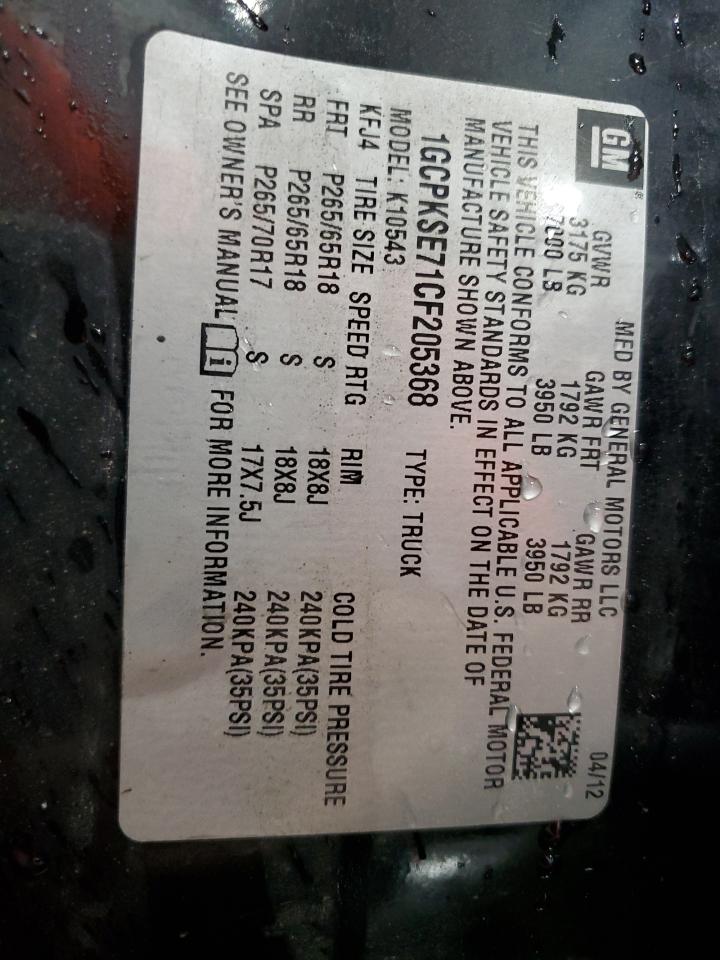 GM
MFD BY GENERAL MOTORS LLC 04/12
GVWR GAWR FRT GAWR RR
3175 KG 1792 KG 1792 KG
7000 LB 3950 LB 3950 LB
THIS VEHICLE CONFORMS TO ALL APPLICABLE U.S. FEDERAL MOTOR
VEHICLE SAFETY STANDARDS IN EFFECT ON THE DATE OF
MANUFACTURE SHOWN ABOVE.
1GCPKSE71CF205368 TYPE: TRUCK
MODEL: K10543
KFJ4 TIRE SIZE SPEED RTG RIM COLD TIRE PRESSURE
FRT P265/65R18 S 18X8J 240KPA(35PSI)
RR P265/65R18 S 18X8J 240KPA(35PSI)
SPA P265/70R17 S 17X7.5J 240KPA(35PSI)
SEE OWNER'S MANUAL i FOR MORE INFORMATION.